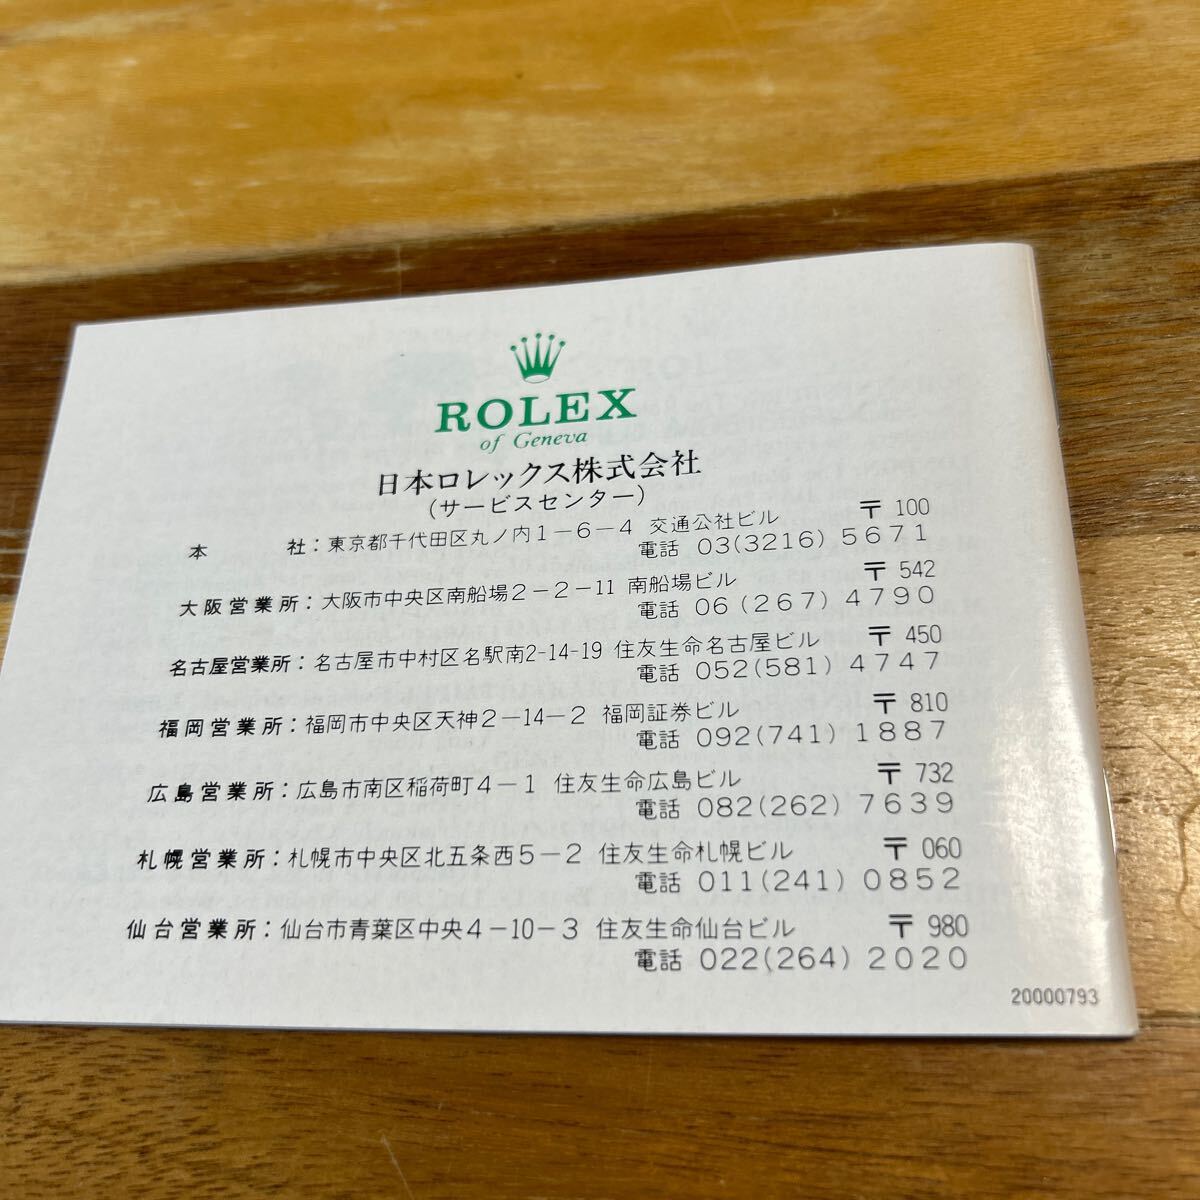 ROLEX
of Geneva
日本ロレックス株式会社
(サービスセンター)
本　　社：東京都千代田区丸ノ内1-6-4 交通公社ビル 〒100
電話 03(3216)5671
大阪営業所：大阪市中央区南船場2-2-11 南船場ビル 〒542
電話 06(267)4790
名古屋営業所：名古屋市中村区名駅南2-14-19 住友生命名古屋ビル 〒450
電話 052(581)4747
福岡営業所：福岡市中央区天神2-14-2 福岡証券ビル 〒810
電話 092(741)1887
広島営業所：広島市南区稲荷町4-1 住友生命広島ビル 〒732
電話 082(262)7639
札幌営業所：札幌市中央区北五条西5-2 住友生命札幌ビル 〒060
電話 011(241)0852
仙台営業所：仙台市青葉区中央4-10-3 住友生命仙台ビル 〒980
電話 022(264)2020
20000793